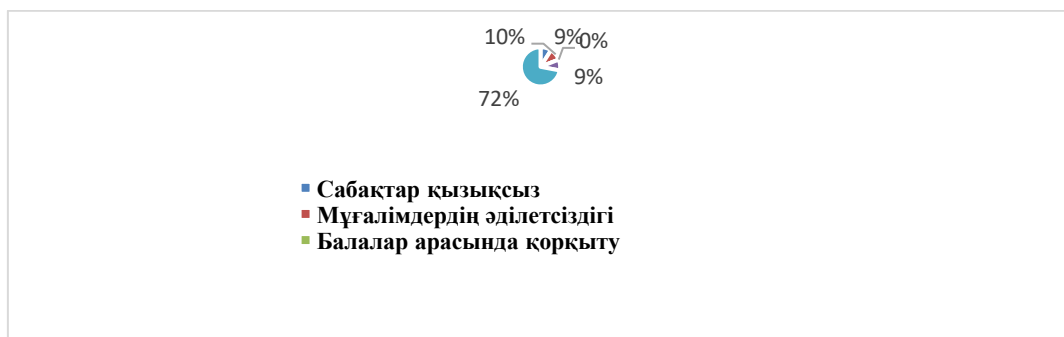 10% 9% 0%
9%
72%
Сабақтар қызықсыз
Мұғалімдердің әділетсіздігі
Балалар арасында қорқыту